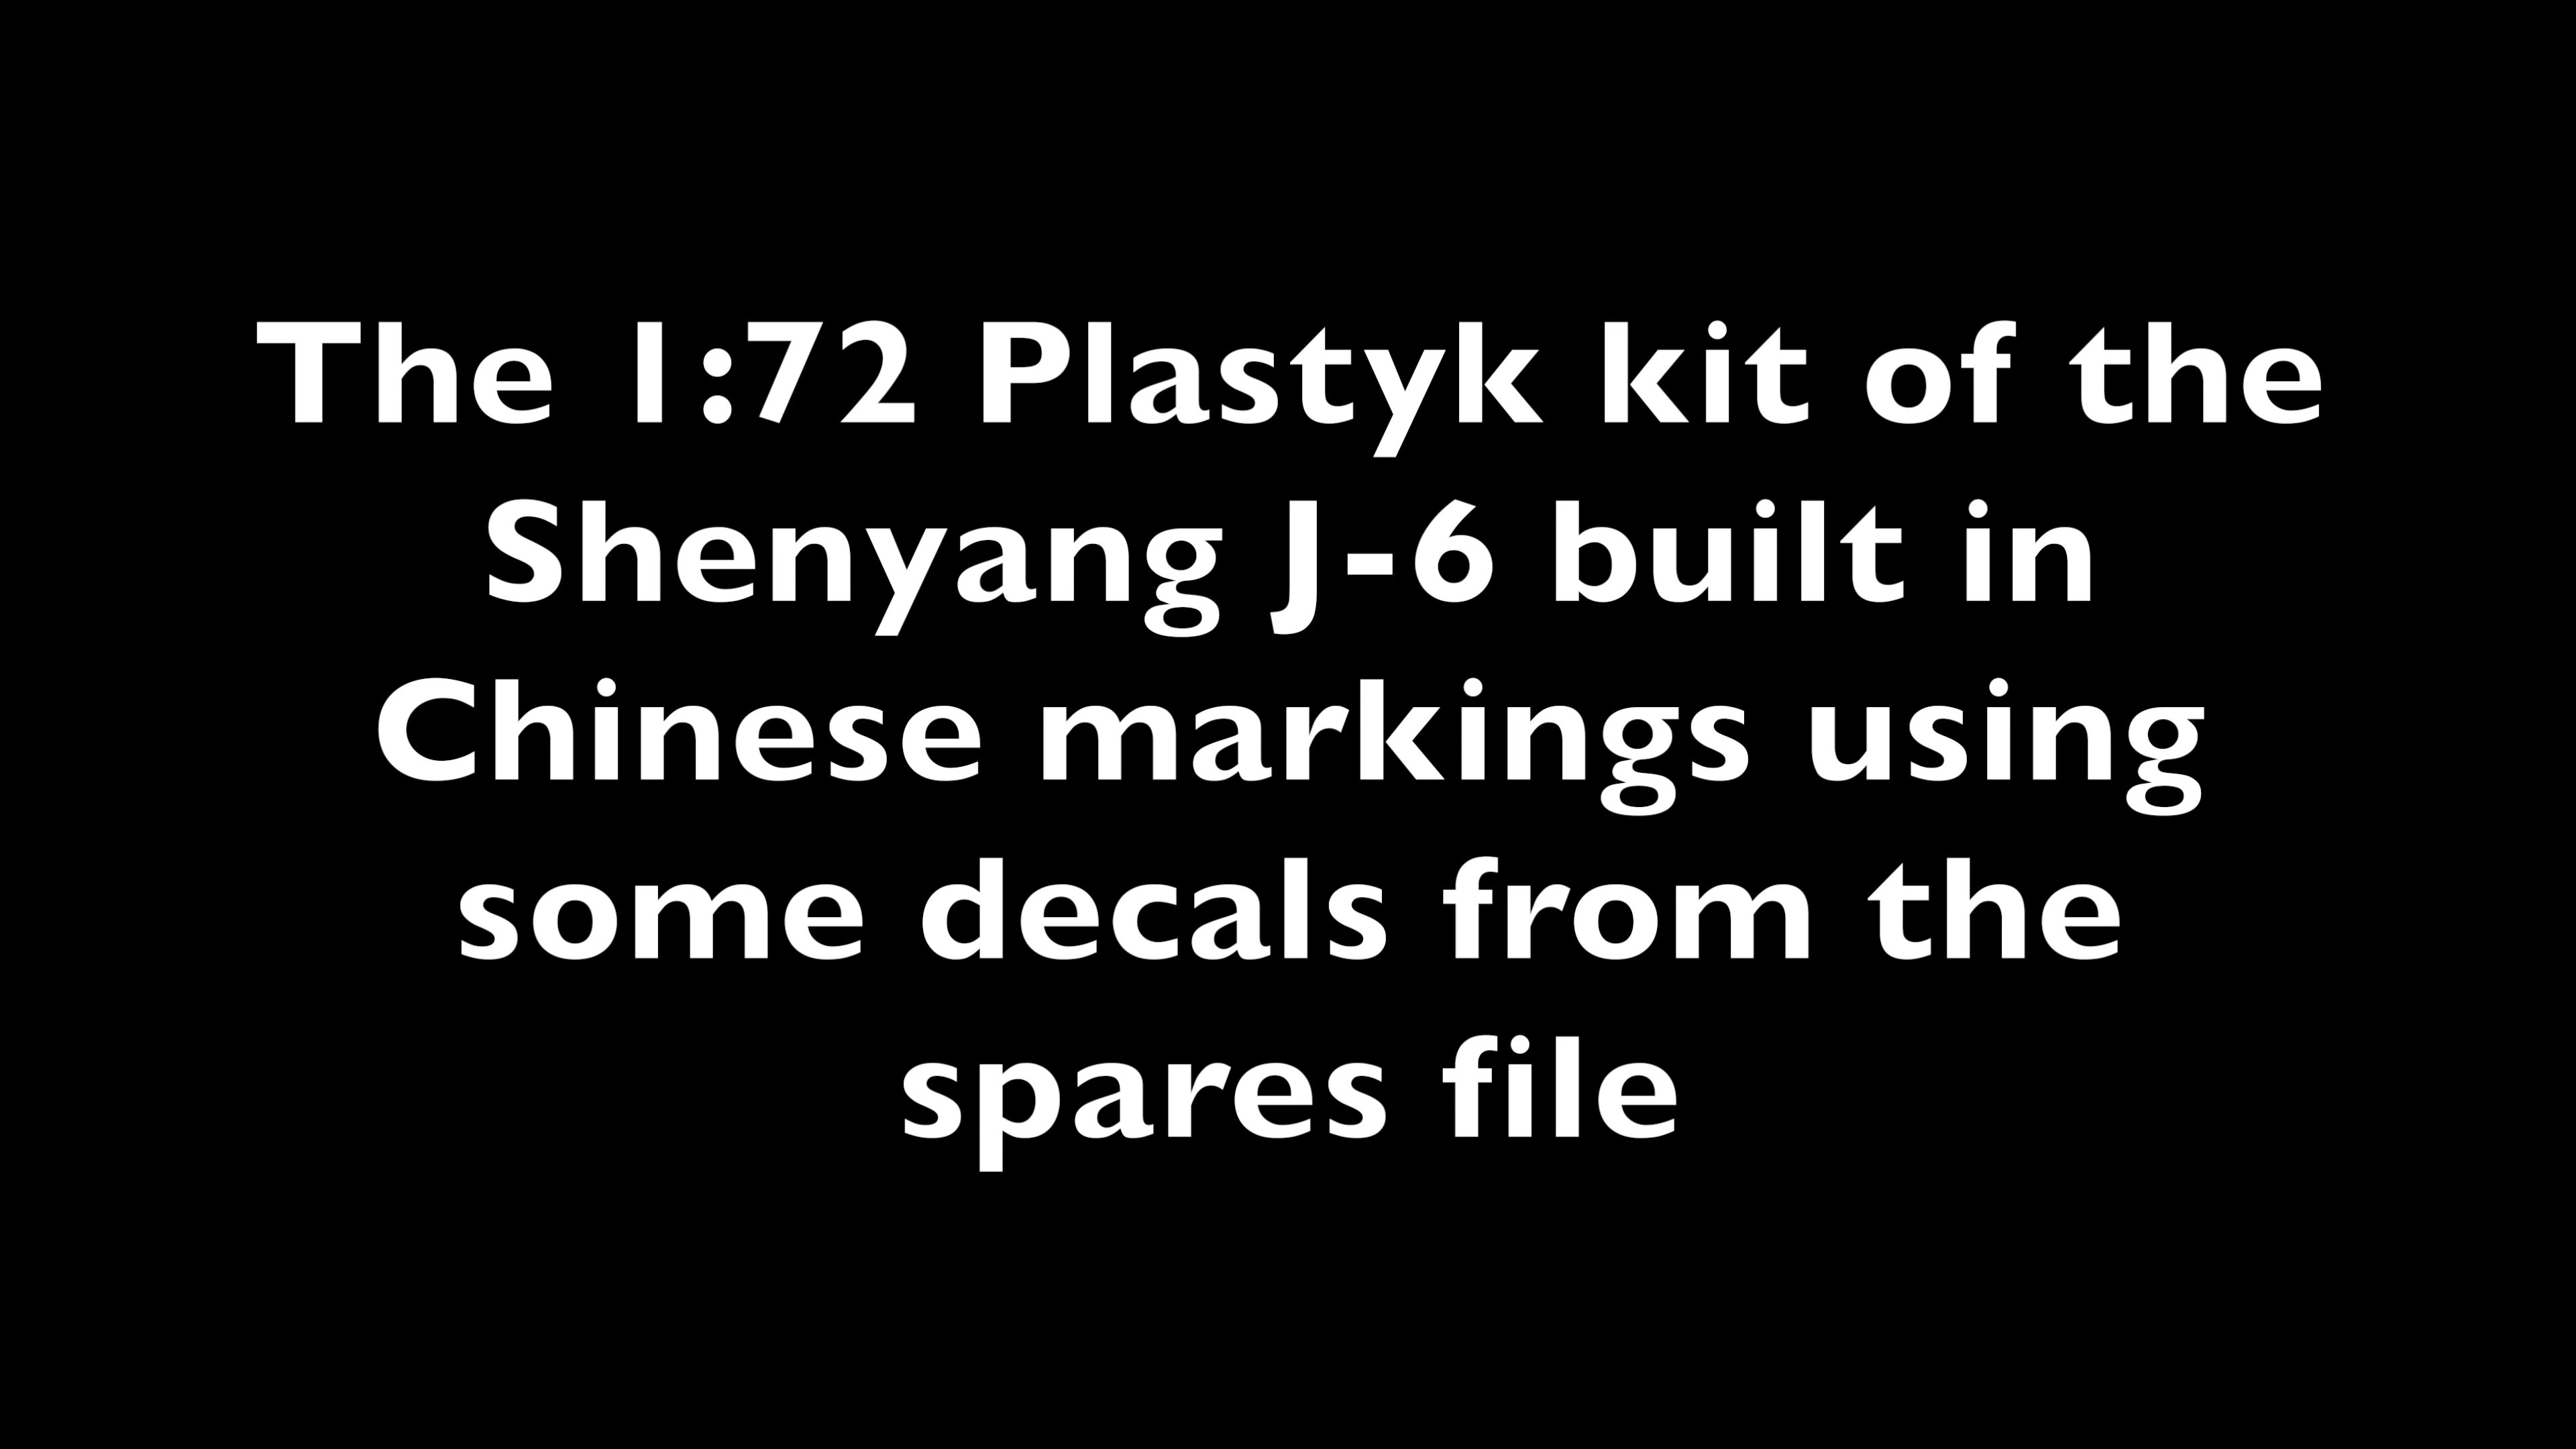 The 1:72 Plastyk kit of the
Shenyang J-6 built in
Chinese markings using
some decals from the
spares file